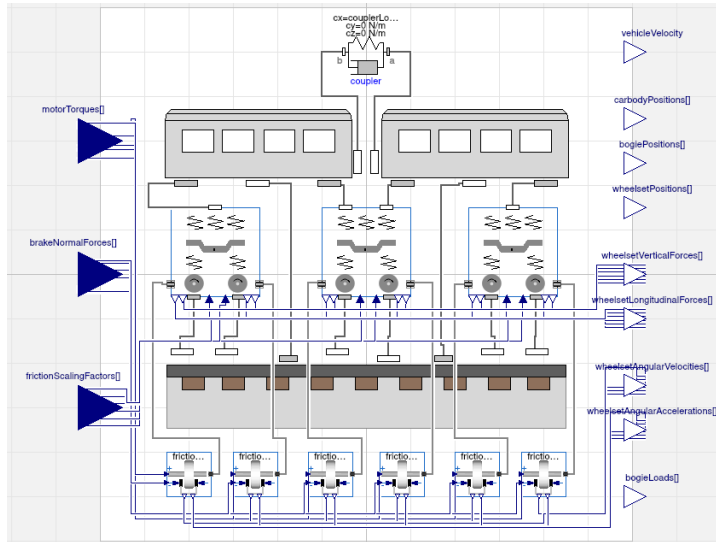 cx=couplerLo...
cy=0 N/m
cz=0 N/m
b
a
coupler
vehicleVelocity
motorTorques[]
carbodyPositions[]
bogiePositions[]
wheelsetPositions[]
brakeNormalForces[]
wheelsetVerticalForces[]
wheelsetLongitudinalForces[]
frictionScalingFactors[]
wheelsetAngularVelocities[]
wheelsetAngularAccelerations[]
frictio...
frictio...
frictio...
frictio...
frictio...
frictio...
bogieLoads[]